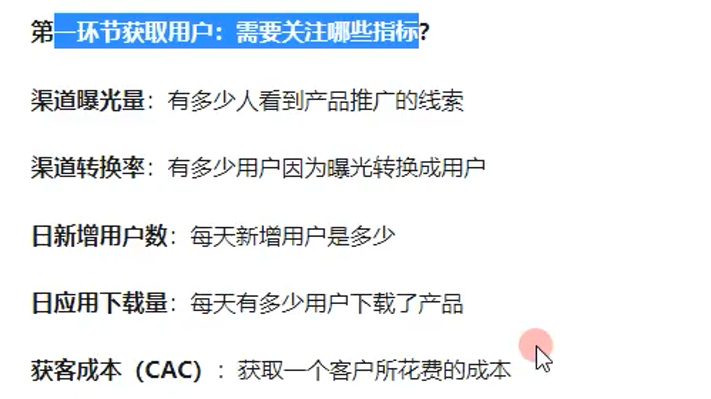 第一环节获取用户：需要关注哪些指标?
渠道曝光量：有多少人看到产品推广的线索
渠道转换率：有多少用户因为曝光转换成用户
日新增用户数：每天新增用户是多少
日应用下载量：每天有多少用户下载了产品
获客成本（CAC）：获取一个客户所花费的成本